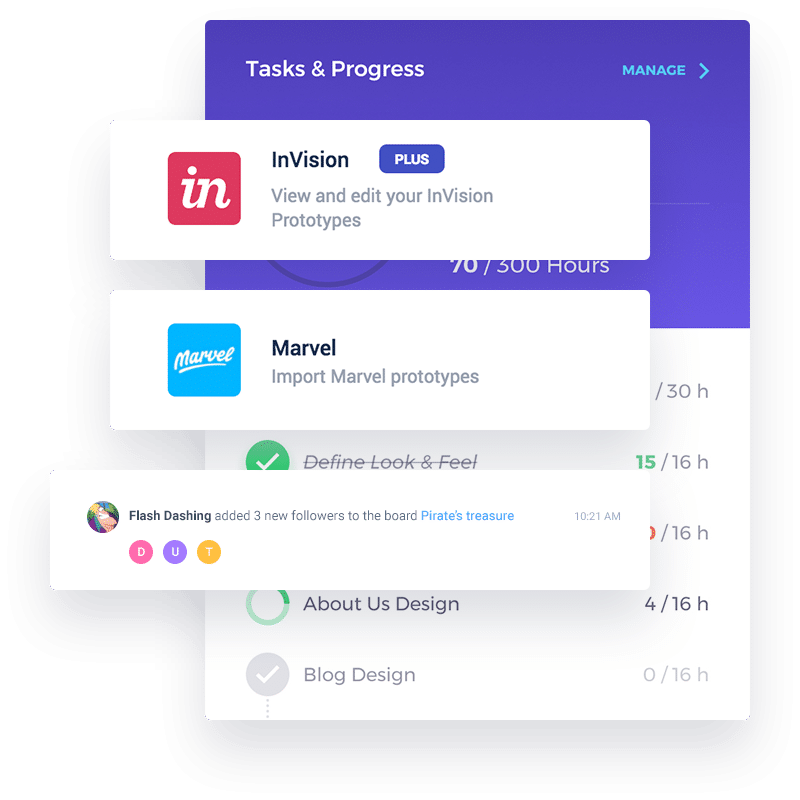 Tasks & Progress
MANAGE
in
InVision
PLUS
View and edit your InVision
Prototypes
70 / 300 Hours
Marvel
Marvel
Import Marvel prototypes
/ 30 h
Define Look & Feel
15 / 16 h
Flash Dashing added 3 new followers to the board Pirate's treasure
10:21 AM
D U T
/ 16 h
About Us Design
4 / 16 h
Blog Design
0 / 16 h